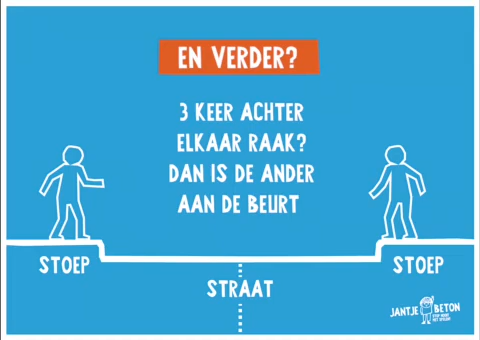 EN VERDER?
3 KEER ACHTER
ELKAAR RAAK?
DAN IS DE ANDER
AAN DE BEURT
STOEP
STOEP
STRAAT
JANTJE BETON